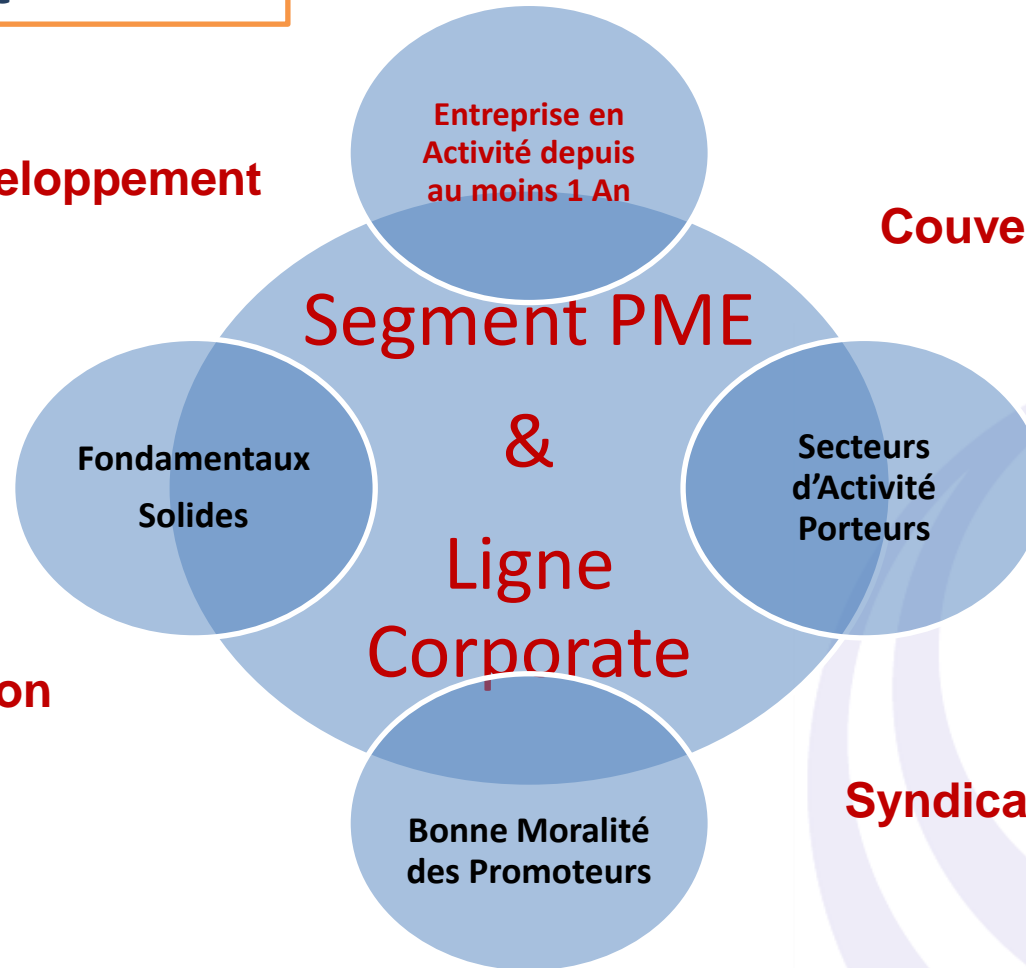 Entreprise en
Activité depuis
au moins 1 An
eloppement
Couve
Segment PME
&
Ligne
Corporate
Fondamentaux
Solides
Secteurs
d'Activité
Porteurs
on
Syndica
Bonne Moralité
des Promoteurs